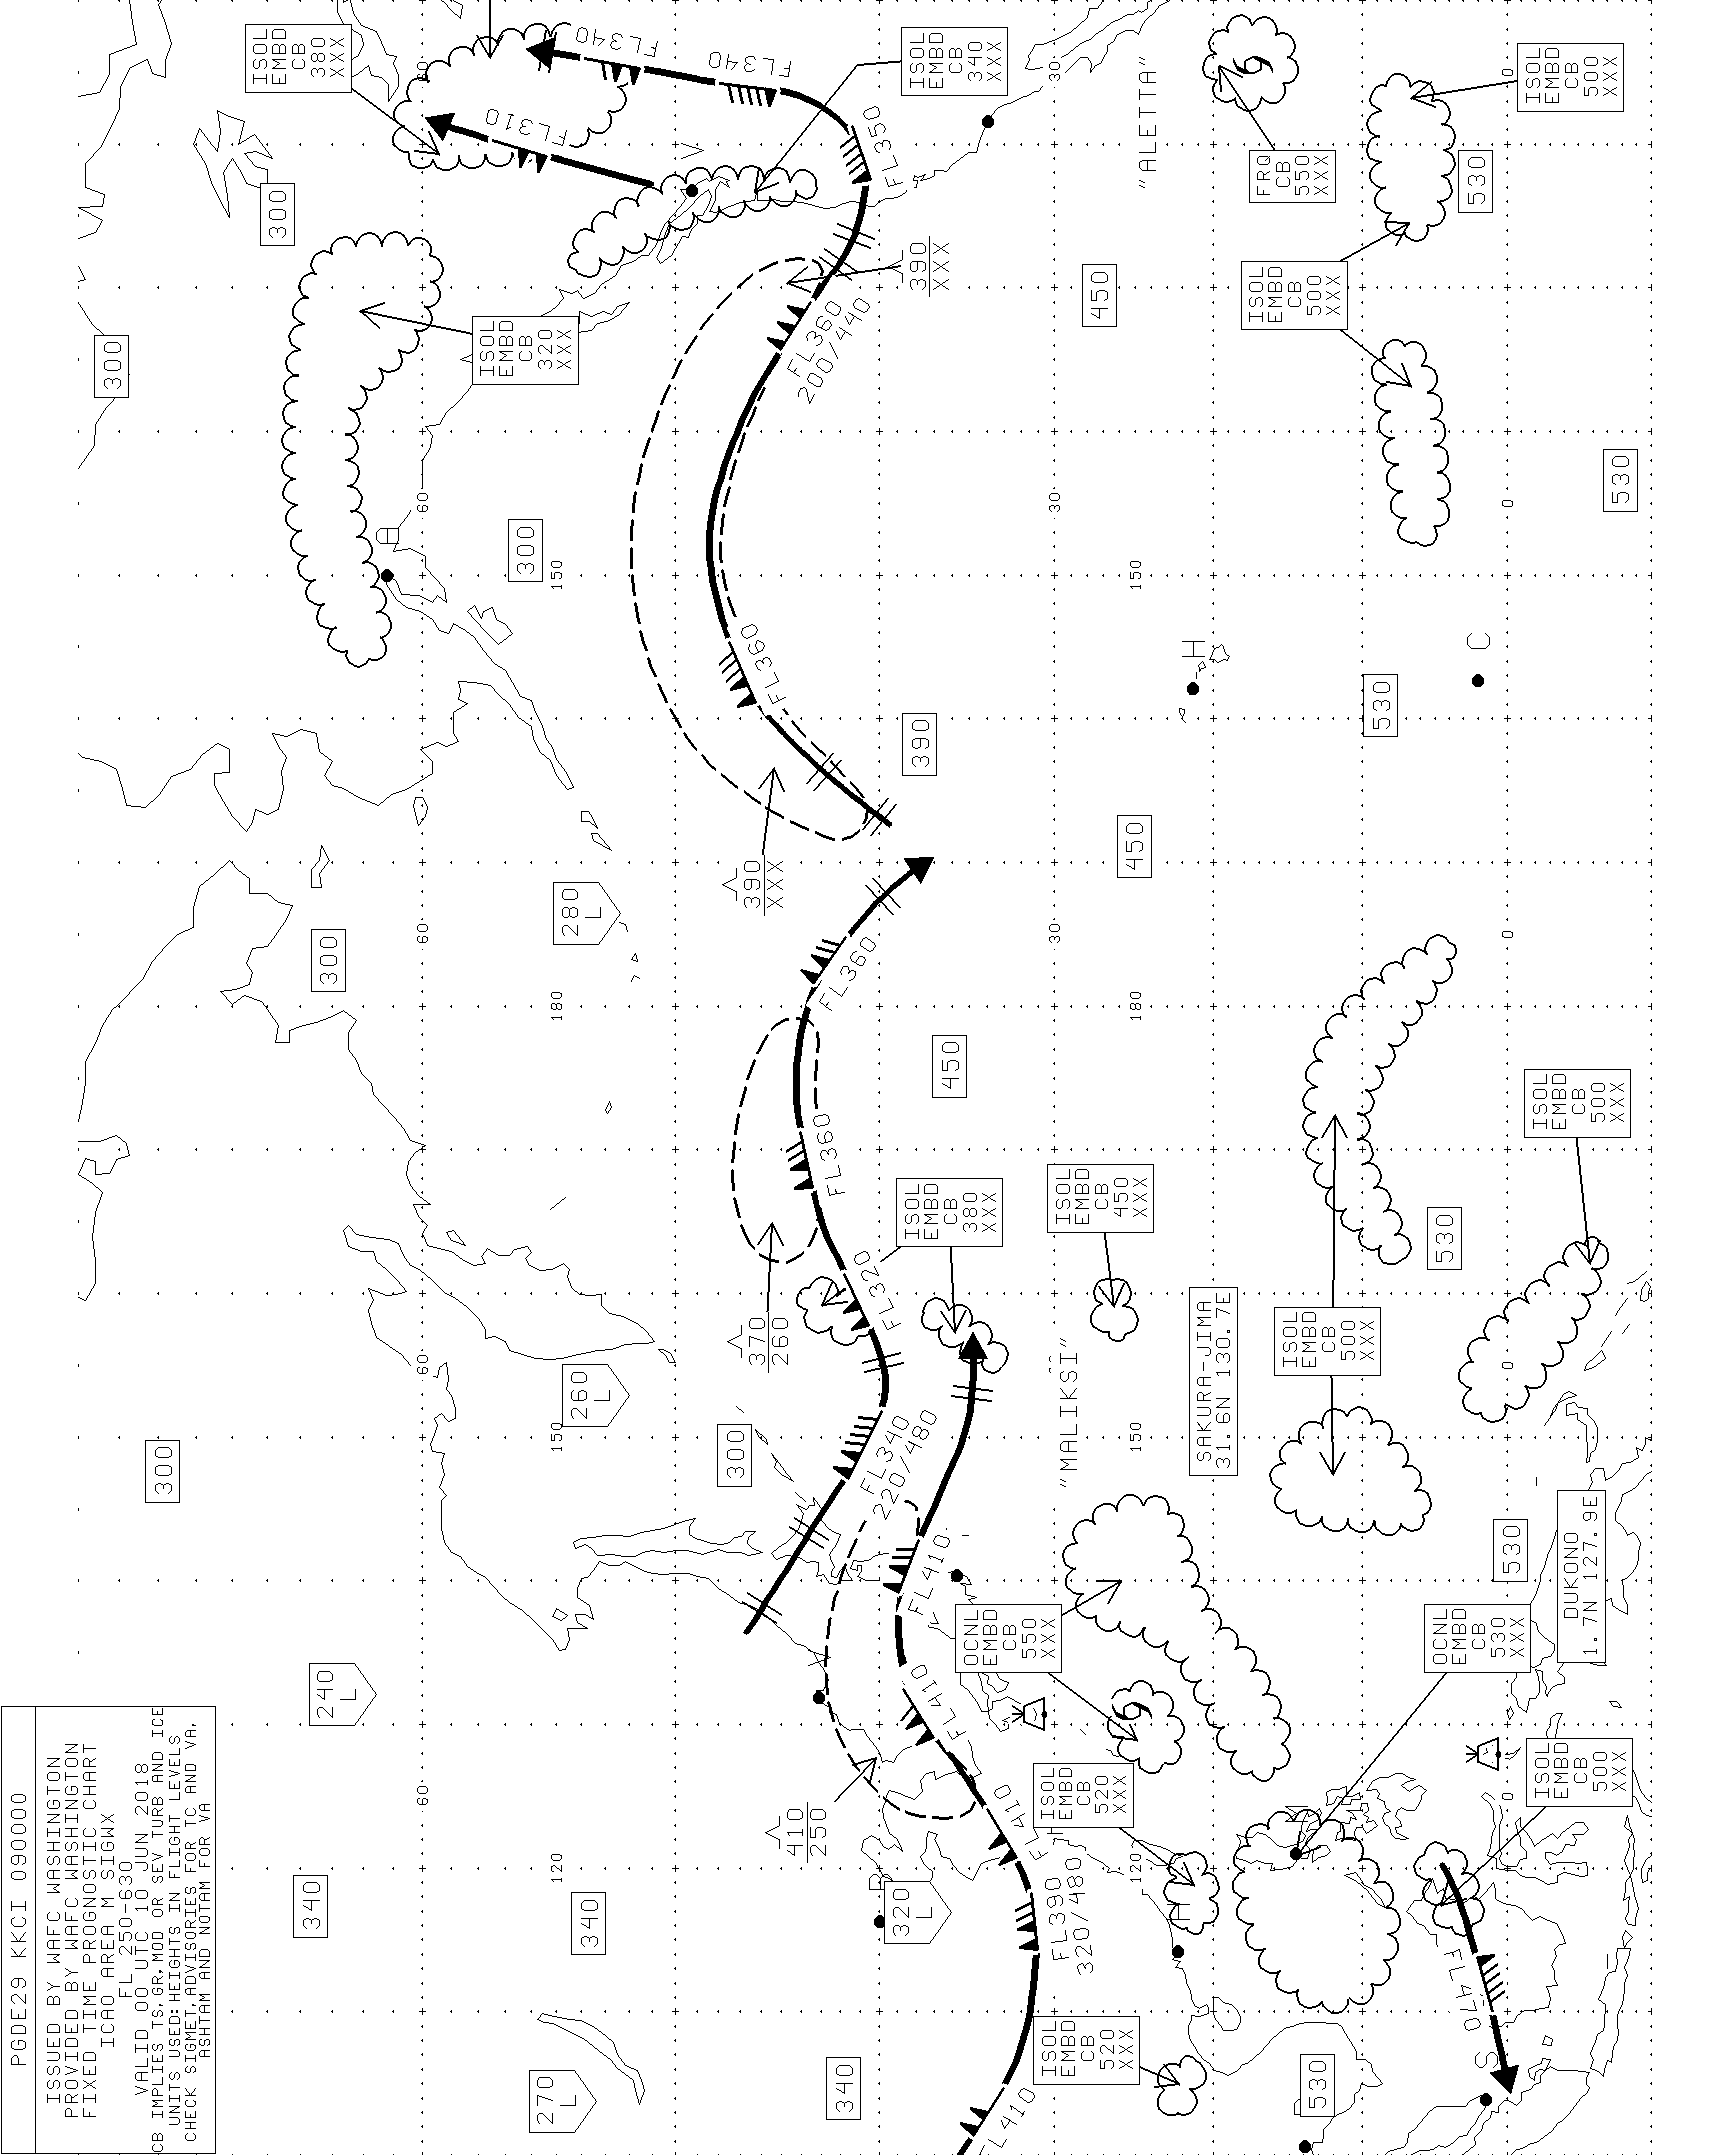 PGDE29 KKCI 090000
ISSUED BY WAFC WASHINGTON
PROVIDED BY WAFC WASHINGTON
FIXED TIME PROGNOSTIC CHART
ICAO AREA M SIGWX
FL 250-630
VALID 00 UTC 10 JUN 2018
CB IMPLIES TS,GR,MOD OR SEV TURB AND ICE
UNITS USED:HEIGHTS IN FLIGHT LEVELS
CHECK SIGMET,ADVISORIES FOR TC AND VA,
ASHTAM AND NOTAM FOR VA
240
L
340
270
L
300
300
300
300
60
60
60
60
60
340
260
L
280
L
300
A
ISOL
EMBD
CB
320
XXX
ISOL
EMBD
CB
380
XXX
FL310
FL340
FL340
V
ISOL
EMBD
CB
340
XXX
FL350
390
XXX
FL360
200/440
FL360
390
XXX
390
FL360
370
260
FL360
450
FL320
ISOL
EMBD
CB
380
XXX
300
FL340
220/480
FL410
FL410
410
250
FL410
FL390
320/480
FL410
320
L
340
120
150
180
150
120
150
180
150
30
30
30
450
450
"ALETTA"
FRQ
CB
550
XXX
ISOL
EMBD
CB
500
XXX
ISOL
EMBD
CB
500
XXX
530
530
530
H
C
0
0
0
0
0
ISOL
EMBD
CB
450
XXX
"MALIKSI"
SAKURA-JIMA
31.6N 130.7E
ISOL
EMBD
CB
500
XXX
530
ISOL
EMBD
CB
500
XXX
OCNL
EMBD
CB
550
XXX
OCNL
EMBD
CB
530
XXX
530
DUKONO
1.7N 127.9E
ISOL
EMBD
CB
520
XXX
H
ISOL
EMBD
CB
500
XXX
ISOL
EMBD
CB
520
XXX
530
FL470
S